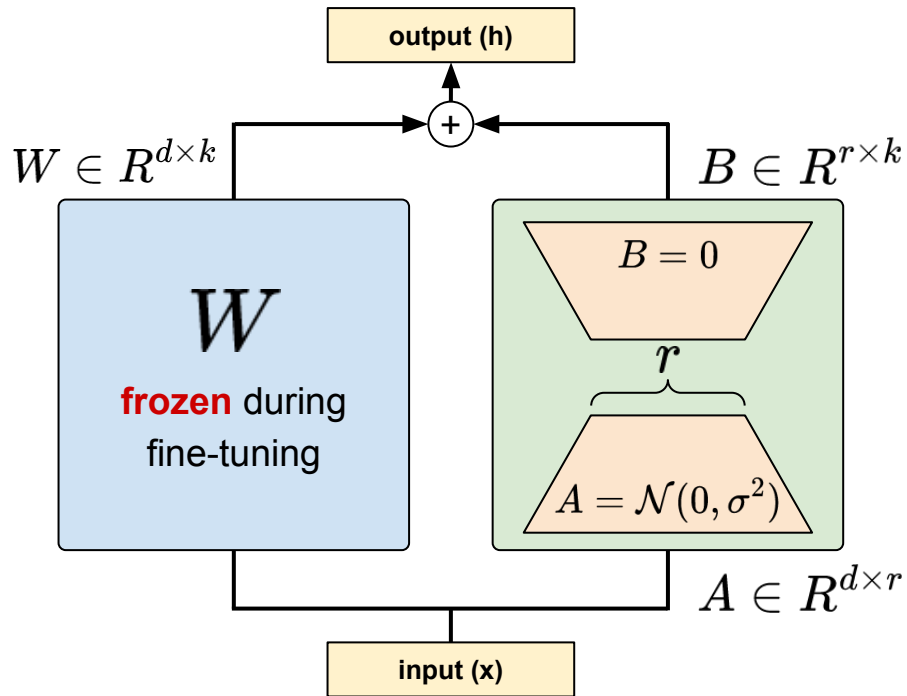 output (h)
+
W ∈ R^{d×k}
B ∈ R^{r×k}
B = 0
W
frozen during
fine-tuning
r
A = 𝒩(0, σ²)
A ∈ R^{d×r}
input (x)